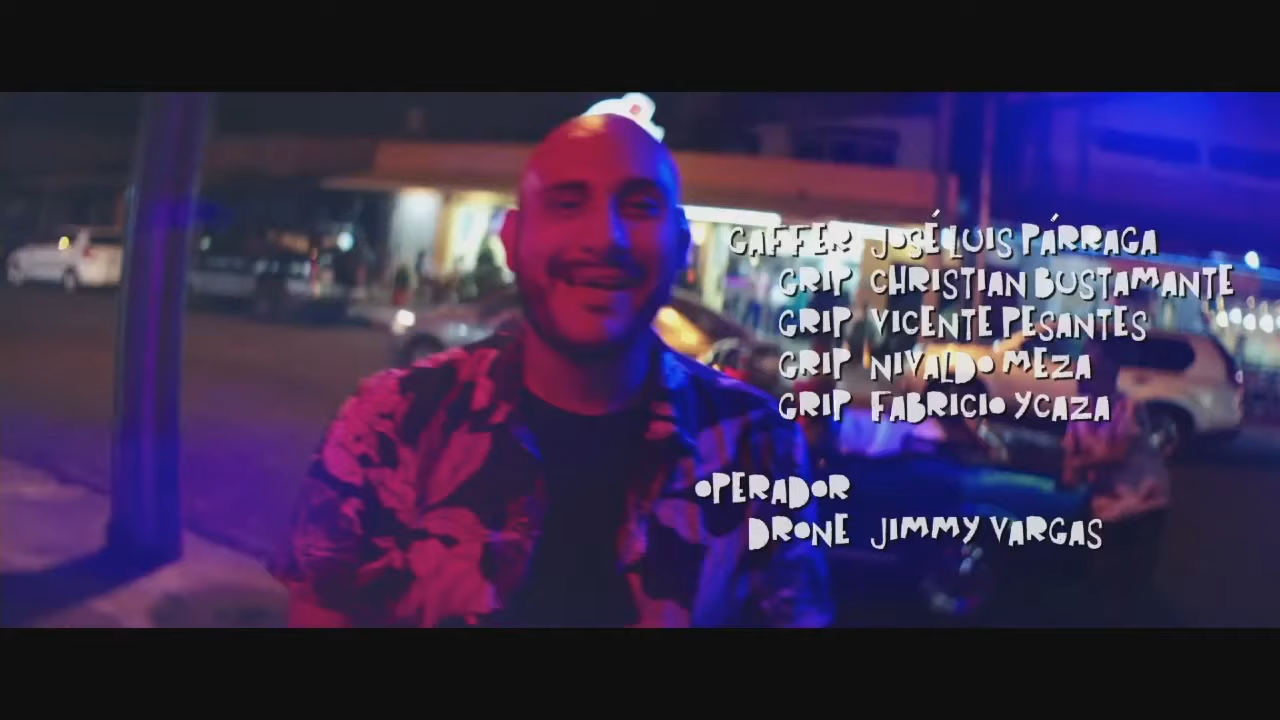 GAFFER JOSÉ LUIS PÁRRAGA
GRIP CHRISTIAN BUSTAMANTE
GRIP VICENTE PESANTES
GRIP NIVALDO MEZA
GRIP FABRICIO YCAZA
OPERADOR
DRONE JIMMY VARGAS